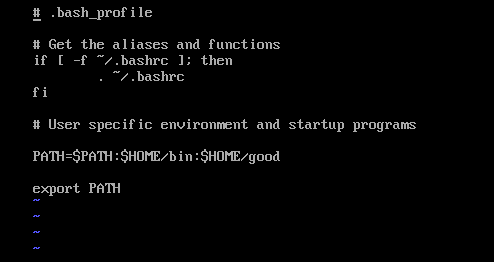 # .bash_profile
# Get the aliases and functions
if [ -f ~/.bashrc ]; then
        . ~/.bashrc
fi
# User specific environment and startup programs
PATH=$PATH:$HOME/bin:$HOME/good
export PATH
~
~
~
~